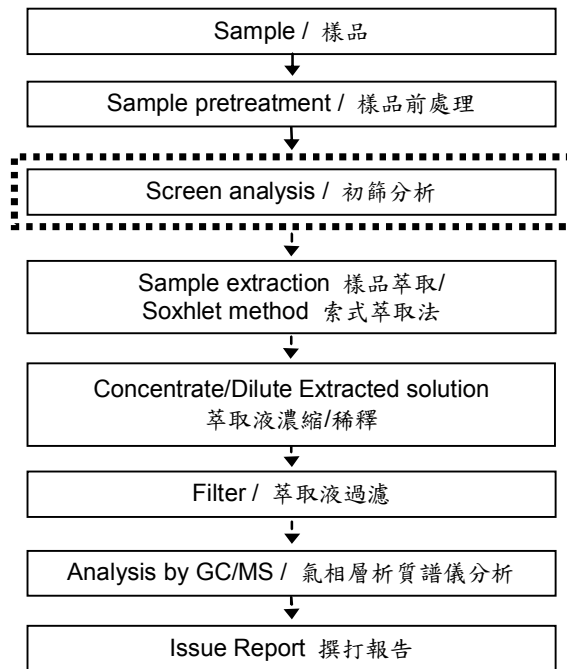 Sample / 樣品
Sample pretreatment / 樣品前處理
Screen analysis / 初篩分析
Sample extraction 樣品萃取/
Soxhlet method 索式萃取法
Concentrate/Dilute Extracted solution
萃取液濃縮/稀釋
Filter / 萃取液過濾
Analysis by GC/MS / 氣相層析質譜儀分析
Issue Report 撰打報告